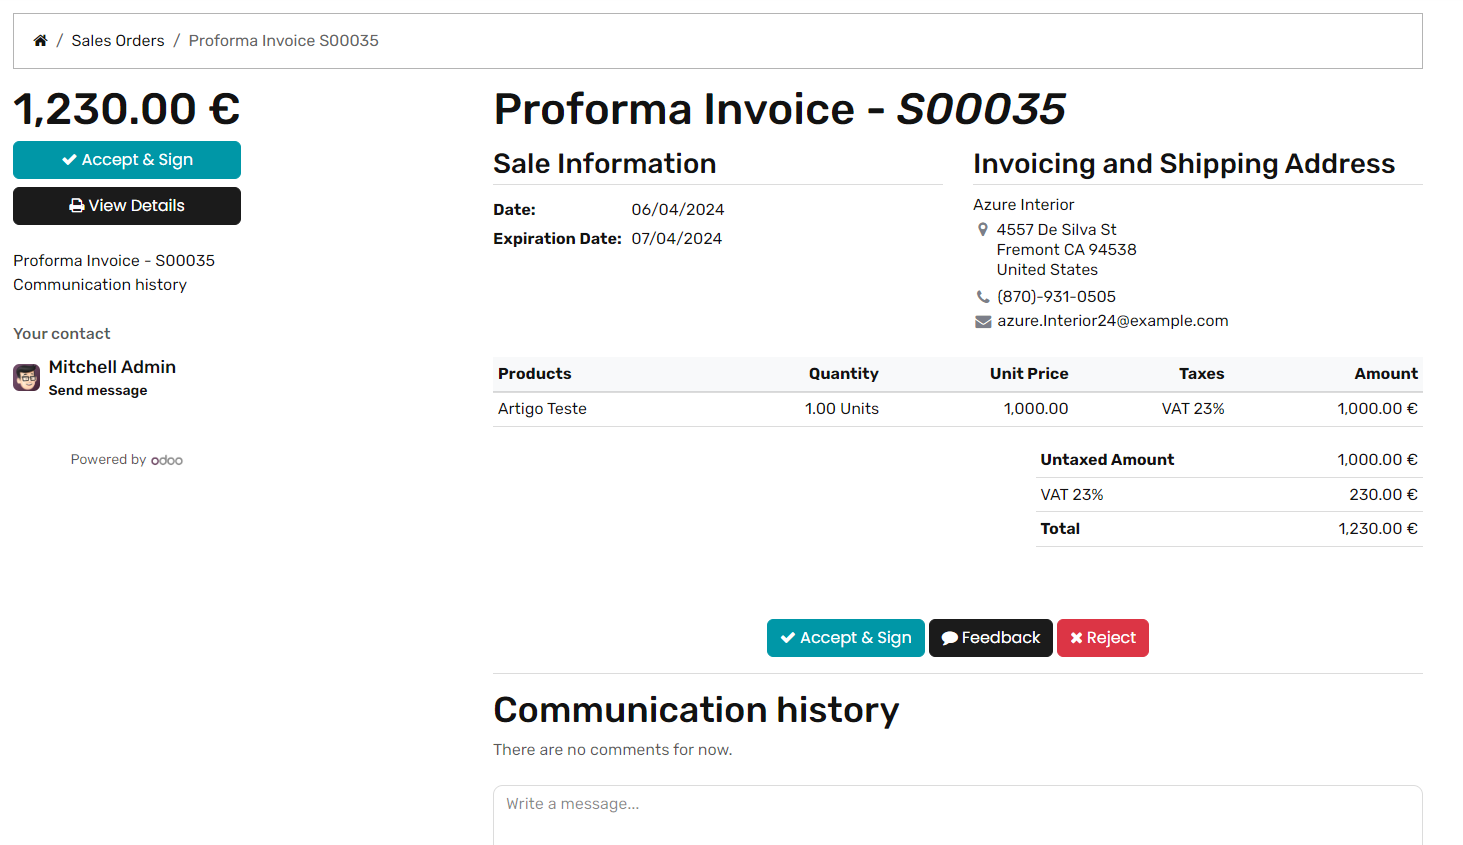 / Sales Orders / Proforma Invoice S00035
1,230.00 €
Accept & Sign
View Details
Proforma Invoice - S00035
Communication history
Your contact
Mitchell Admin
Send message
Powered by odoo
Proforma Invoice - S00035
Sale Information
Date: 06/04/2024
Expiration Date: 07/04/2024
Invoicing and Shipping Address
Azure Interior
4557 De Silva St
Fremont CA 94538
United States
(870)-931-0505
azure.Interior24@example.com
Products Quantity Unit Price Taxes Amount
Artigo Teste 1.00 Units 1,000.00 VAT 23% 1,000.00 €
Untaxed Amount 1,000.00 €
VAT 23% 230.00 €
Total 1,230.00 €
Accept & Sign Feedback Reject
Communication history
There are no comments for now.
Write a message...